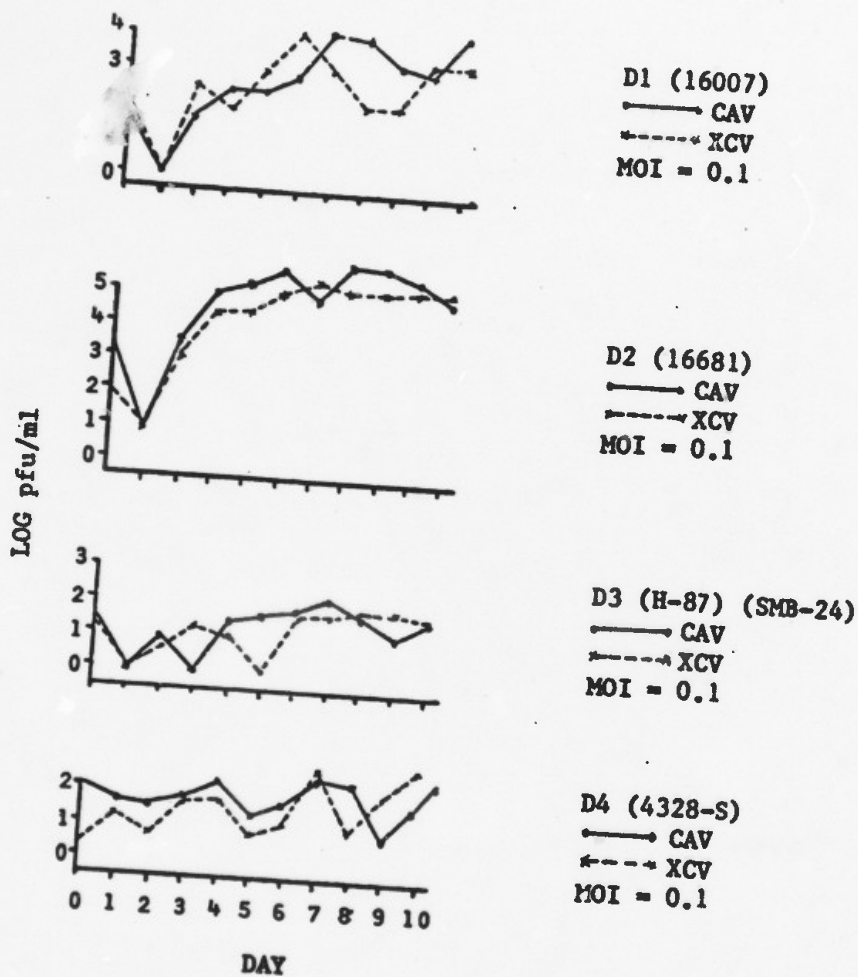 4
3
0
D1 (16007)
CAV
XCV
MOI = 0.1
5
4
3
2
1
0
D2 (16681)
CAV
XCV
MOI = 0.1
LOG pfu/ml
3
2
1
0
D3 (H-87) (SMB-24)
CAV
XCV
MOI = 0.1
2
1
0
D4 (4328-S)
CAV
XCV
MOI = 0.1
0 1 2 3 4 5 6 7 8 9 10
DAY